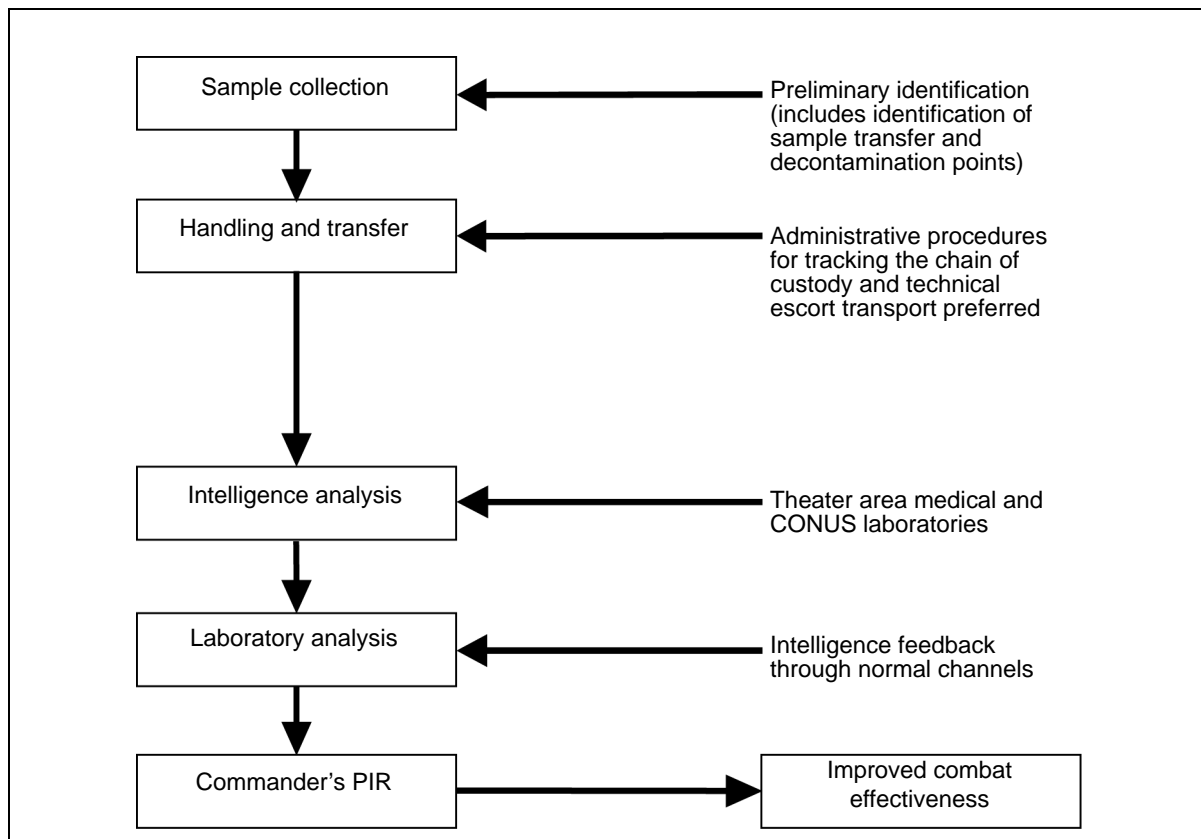 Sample collection
Preliminary identification
(includes identification of
sample transfer and
decontamination points)
Handling and transfer
Administrative procedures
for tracking the chain of
custody and technical
escort transport preferred
Intelligence analysis
Theater area medical and
CONUS laboratories
Laboratory analysis
Intelligence feedback
through normal channels
Commander’s PIR
Improved combat
effectiveness